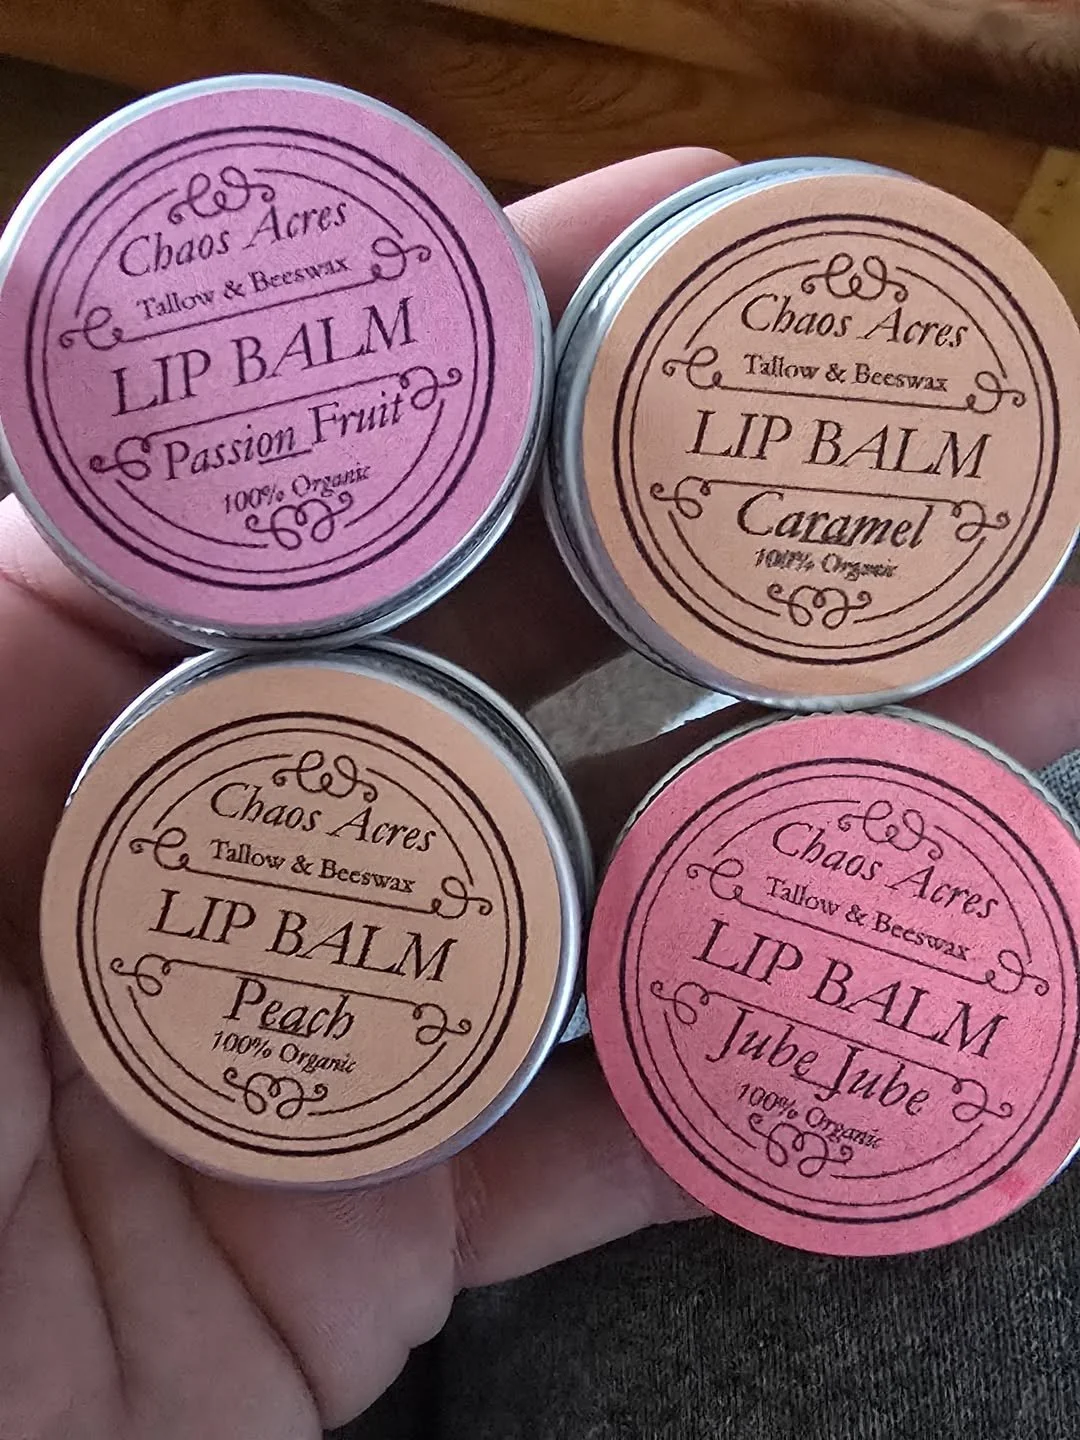 Chaos Acres
Tallow & Beeswax
LIP BALM
Passion Fruit
100% Organic
Chaos Acres
Tallow & Beeswax
LIP BALM
Caramel
100% Organic
Chaos Acres
Tallow & Beeswax
LIP BALM
Peach
100% Organic
Chaos Acres
Tallow & Beeswax
LIP BALM
Jube Jube
100% Organic